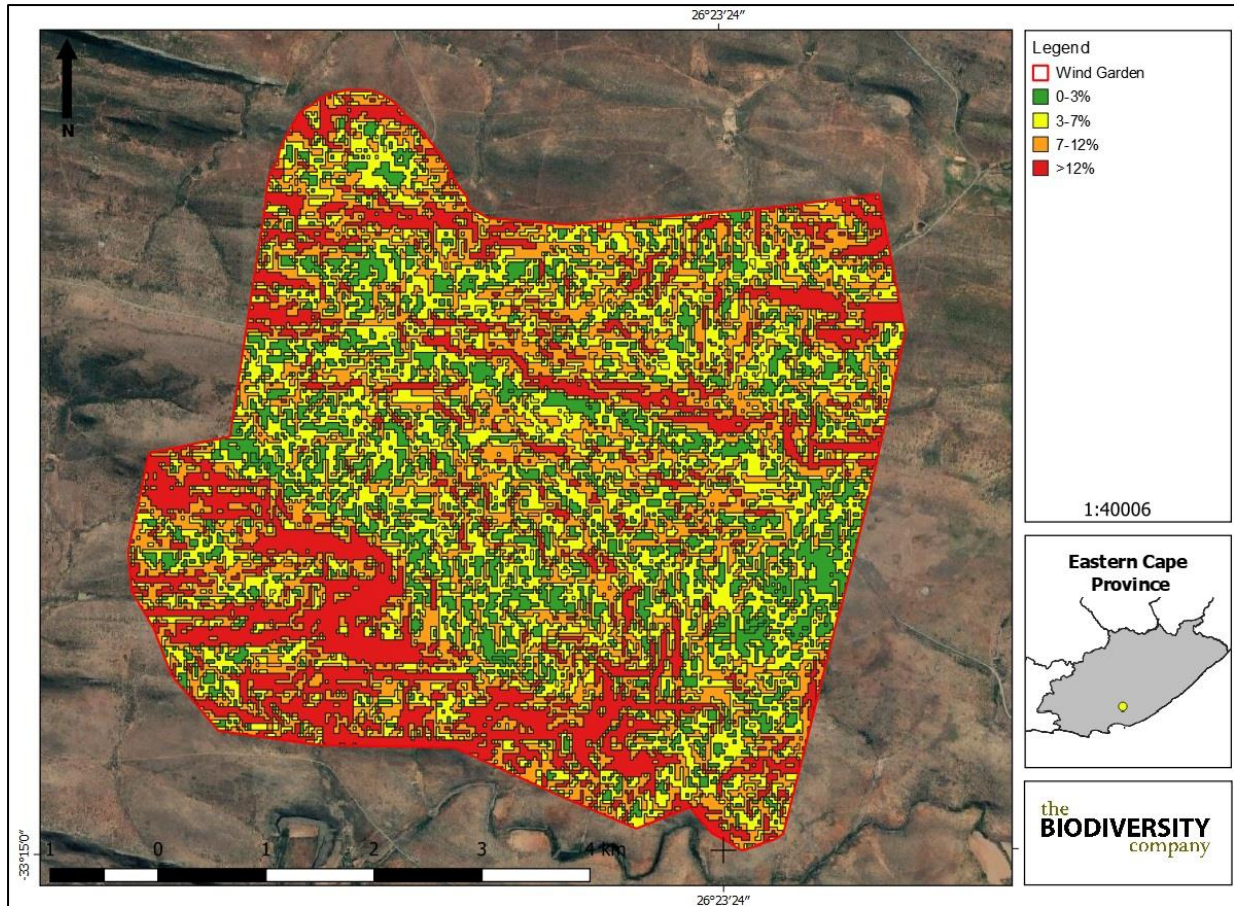 26°23'24"
N
Legend
Wind Garden
0-3%
3-7%
7-12%
>12%
1:40006
Eastern Cape
Province
the
BIODIVERSITY
company
-33°15'0"
1 0 1 2 3 4 km
26°23'24"